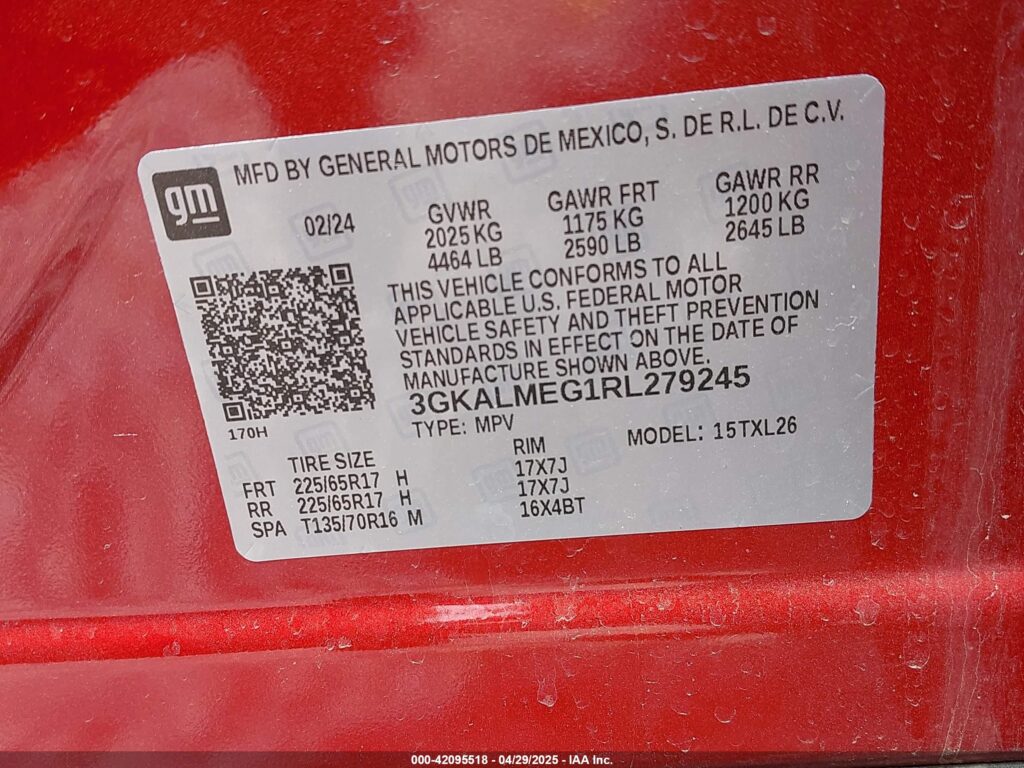 MFD BY GENERAL MOTORS DE MEXICO, S. DE R.L. DE C.V.
gm
02/24
GVWR GAWR FRT GAWR RR
2025 KG 1175 KG 1200 KG
4464 LB 2590 LB 2645 LB
THIS VEHICLE CONFORMS TO ALL
APPLICABLE U.S. FEDERAL MOTOR
VEHICLE SAFETY AND THEFT PREVENTION
STANDARDS IN EFFECT ON THE DATE OF
MANUFACTURE SHOWN ABOVE.
3GKALMEG1RL279245
170H
TYPE: MPV MODEL: 15TXL26
TIRE SIZE RIM
FRT 225/65R17 H 17X7J
RR 225/65R17 H 17X7J
SPA T135/70R16 M 16X4BT
000-42095518 - 04/29/2025 - IAA Inc.